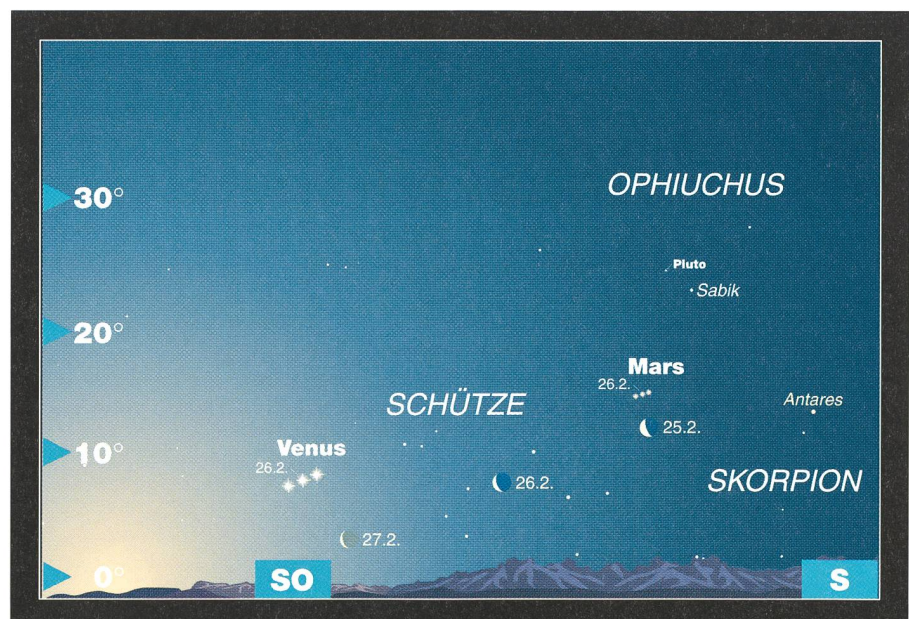 OPHIUCHUS
30°
Pluto
Sabik
20°
Mars
26.2.
SCHÜTZE
Antares
25.2.
Venus
10°
26.2.
26.2.
SKORPION
27.2.
0°
SO
S